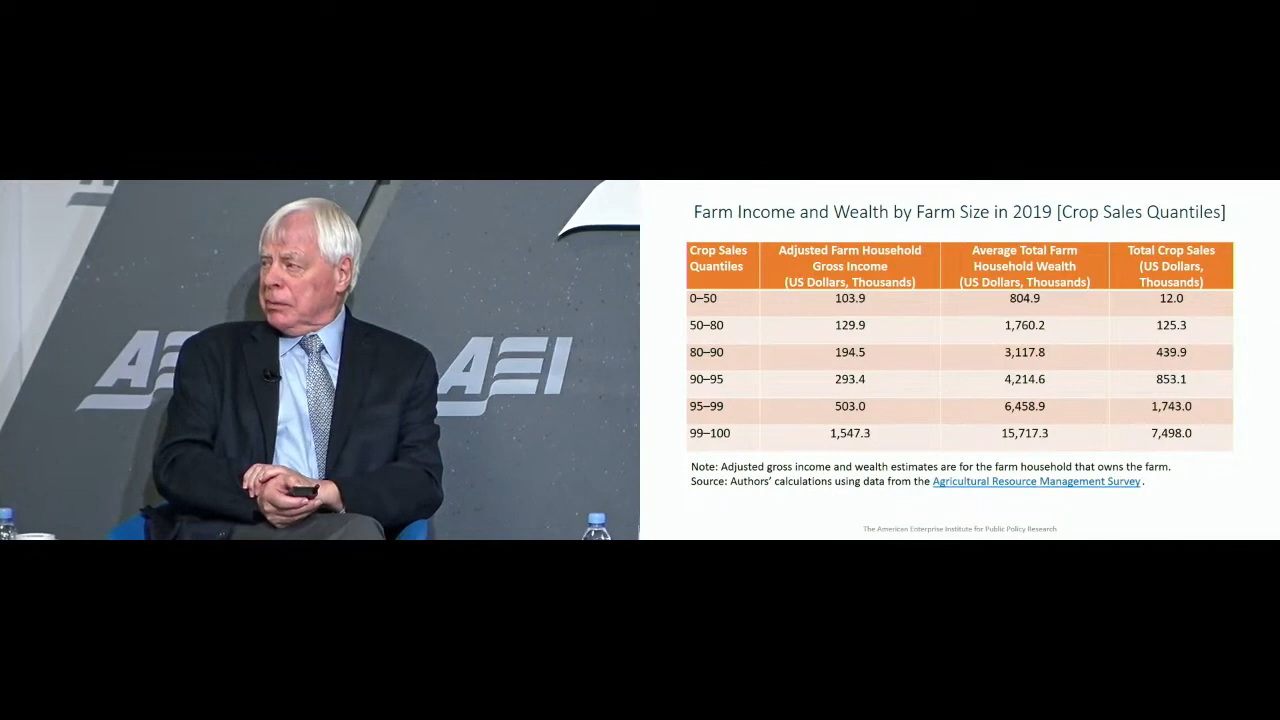 AEI
AEI
Farm Income and Wealth by Farm Size in 2019 [Crop Sales Quantiles]
Crop Sales Quantiles Adjusted Farm Household Gross Income (US Dollars, Thousands) Average Total Farm Household Wealth (US Dollars, Thousands) Total Crop Sales (US Dollars, Thousands)
0–50 103.9 804.9 12.0
50–80 129.9 1,760.2 125.3
80–90 194.5 3,117.8 439.9
90–95 293.4 4,214.6 853.1
95–99 503.0 6,458.9 1,743.0
99–100 1,547.3 15,717.3 7,498.0
Note: Adjusted gross income and wealth estimates are for the farm household that owns the farm.
Source: Authors’ calculations using data from the Agricultural Resource Management Survey.
The American Enterprise Institute for Public Policy Research